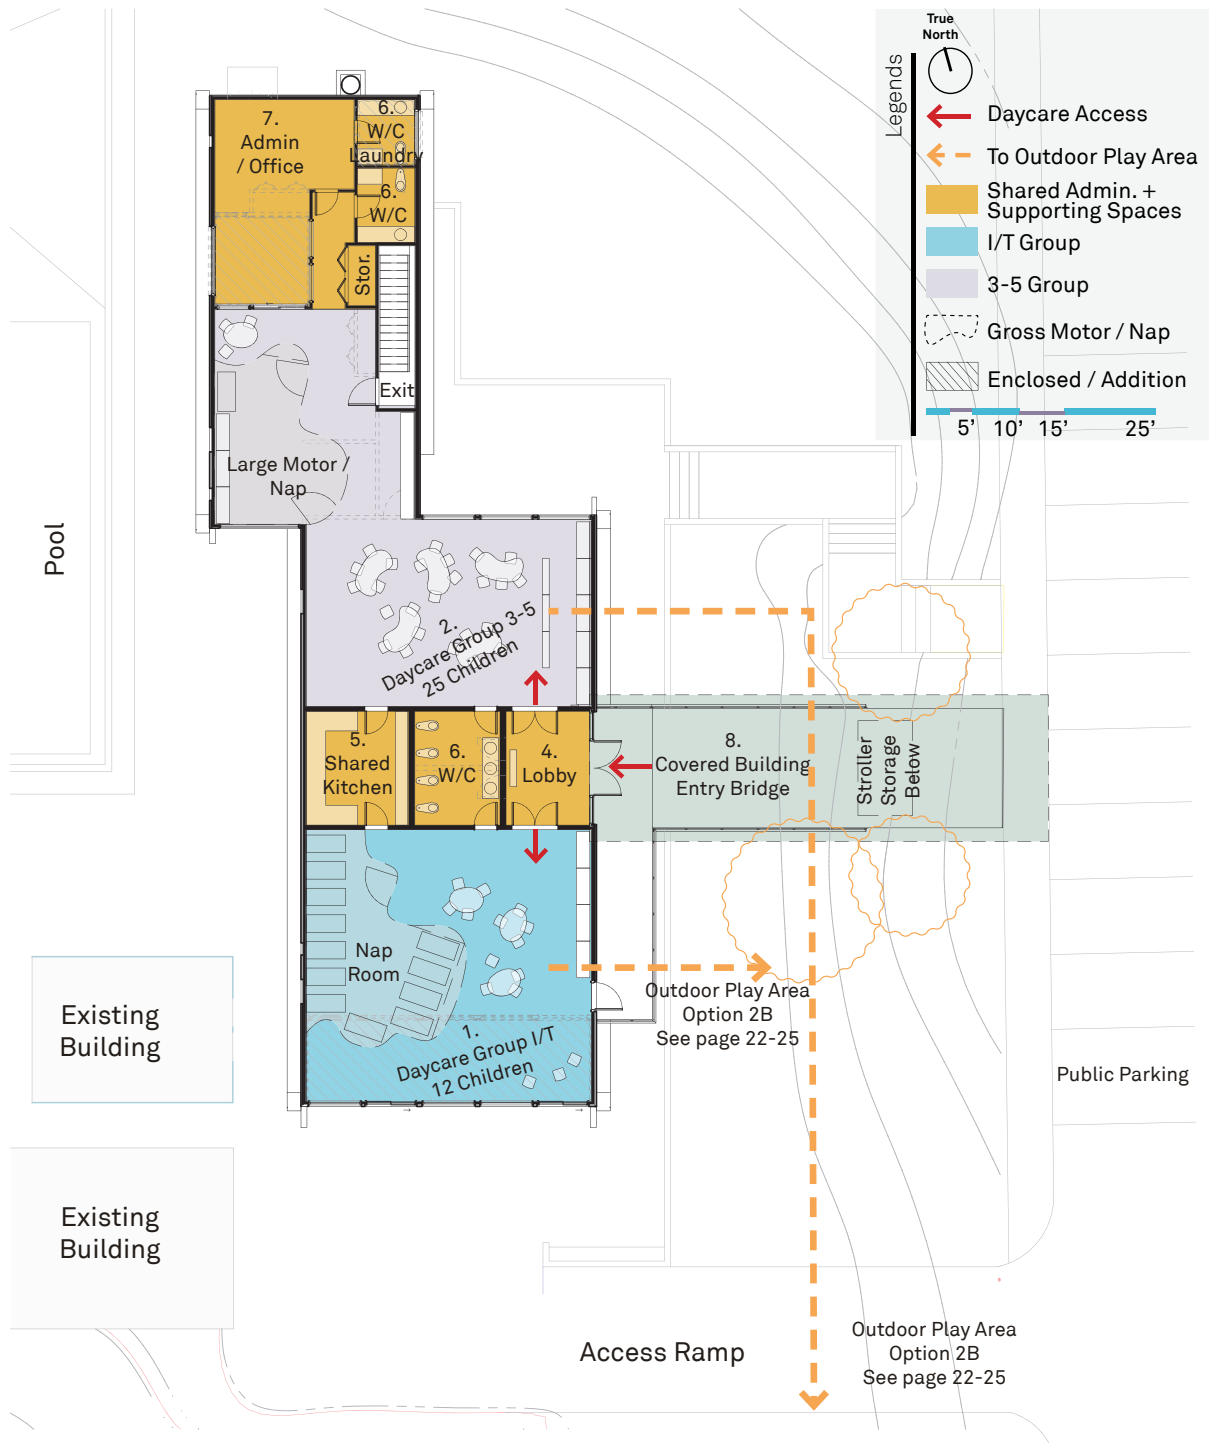 True
North
Legends
Daycare Access
To Outdoor Play Area
Shared Admin. +
Supporting Spaces
I/T Group
3-5 Group
Gross Motor / Nap
Enclosed / Addition
5’ 10’ 15’ 25’
7.
Admin
/ Office
6.
W/C
Laundry
6.
W/C
Stor.
Exit
Large Motor /
Nap
Pool
2.
Daycare Group 3-5
25 Children
5.
Shared
Kitchen
6.
W/C
4.
Lobby
8.
Covered Building
Entry Bridge
Stroller
Storage
Below
Nap
Room
1.
Daycare Group I/T
12 Children
Outdoor Play Area
Option 2B
See page 22-25
Existing
Building
Public Parking
Existing
Building
Access Ramp
Outdoor Play Area
Option 2B
See page 22-25